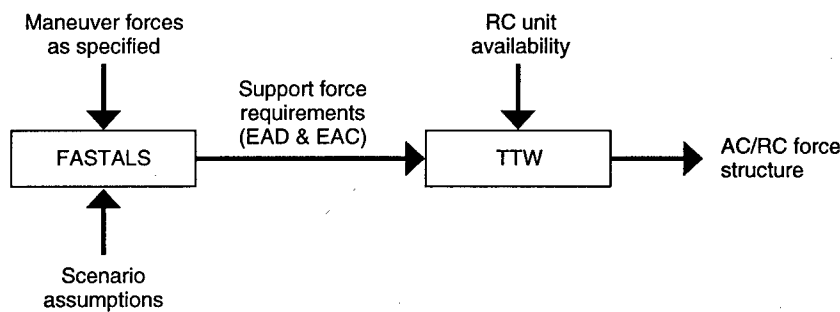 Maneuver forces
as specified
RC unit
availability
Support force
requirements
(EAD & EAC)
FASTALS
TTW
AC/RC force
structure
Scenario
assumptions